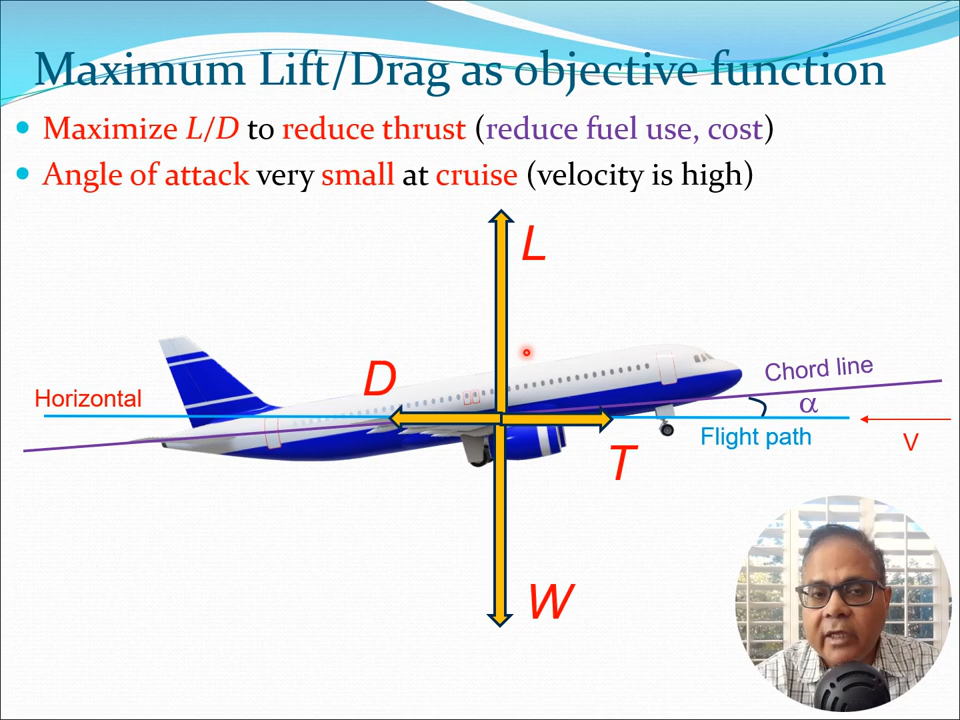 Maximum Lift/Drag as objective function
Maximize L/D to reduce thrust (reduce fuel use, cost)
Angle of attack very small at cruise (velocity is high)
L
D
Chord line
Horizontal
α
Flight path
V
T
W